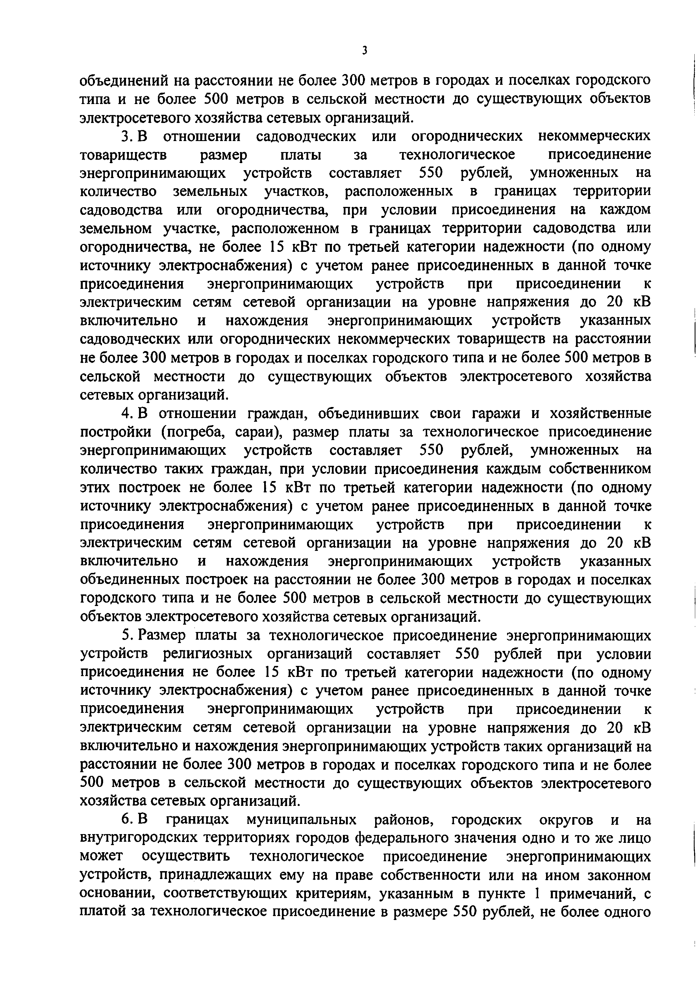 3
объединений на расстоянии не более 300 метров в городах и поселках городского
типа и не более 500 метров в сельской местности до существующих объектов
электросетевого хозяйства сетевых организаций.
3. В отношении садоводческих или огороднических некоммерческих
товариществ размер платы за технологическое присоединение
энергопринимающих устройств составляет 550 рублей, умноженных на
количество земельных участков, расположенных в границах территории
садоводства или огородничества, при условии присоединения на каждом
земельном участке, расположенном в границах территории садоводства или
огородничества, не более 15 кВт по третьей категории надежности (по одному
источнику электроснабжения) с учетом ранее присоединенных в данной точке
присоединения энергопринимающих устройств при присоединении к
электрическим сетям сетевой организации на уровне напряжения до 20 кВ
включительно и нахождения энергопринимающих устройств указанных
садоводческих или огороднических некоммерческих товариществ на расстоянии
не более 300 метров в городах и поселках городского типа и не более 500 метров в
сельской местности до существующих объектов электросетевого хозяйства
сетевых организаций.
4. В отношении граждан, объединивших свои гаражи и хозяйственные
постройки (погреба, сараи), размер платы за технологическое присоединение
энергопринимающих устройств составляет 550 рублей, умноженных на
количество таких граждан, при условии присоединения каждым собственником
этих построек не более 15 кВт по третьей категории надежности (по одному
источнику электроснабжения) с учетом ранее присоединенных в данной точке
присоединения энергопринимающих устройств при присоединении к
электрическим сетям сетевой организации на уровне напряжения до 20 кВ
включительно и нахождения энергопринимающих устройств указанных
объединенных построек на расстоянии не более 300 метров в городах и поселках
городского типа и не более 500 метров в сельской местности до существующих
объектов электросетевого хозяйства сетевых организаций.
5. Размер платы за технологическое присоединение энергопринимающих
устройств религиозных организаций составляет 550 рублей при условии
присоединения не более 15 кВт по третьей категории надежности (по одному
источнику электроснабжения) с учетом ранее присоединенных в данной точке
присоединения энергопринимающих устройств при присоединении к
электрическим сетям сетевой организации на уровне напряжения до 20 кВ
включительно и нахождения энергопринимающих устройств таких организаций на
расстоянии не более 300 метров в городах и поселках городского типа и не более
500 метров в сельской местности до существующих объектов электросетевого
хозяйства сетевых организаций.
6. В границах муниципальных районов, городских округов и на
внутригородских территориях городов федерального значения одно и то же лицо
может осуществить технологическое присоединение энергопринимающих
устройств, принадлежащих ему на праве собственности или на ином законном
основании, соответствующих критериям, указанным в пункте 1 примечаний, с
платой за технологическое присоединение в размере 550 рублей, не более одного